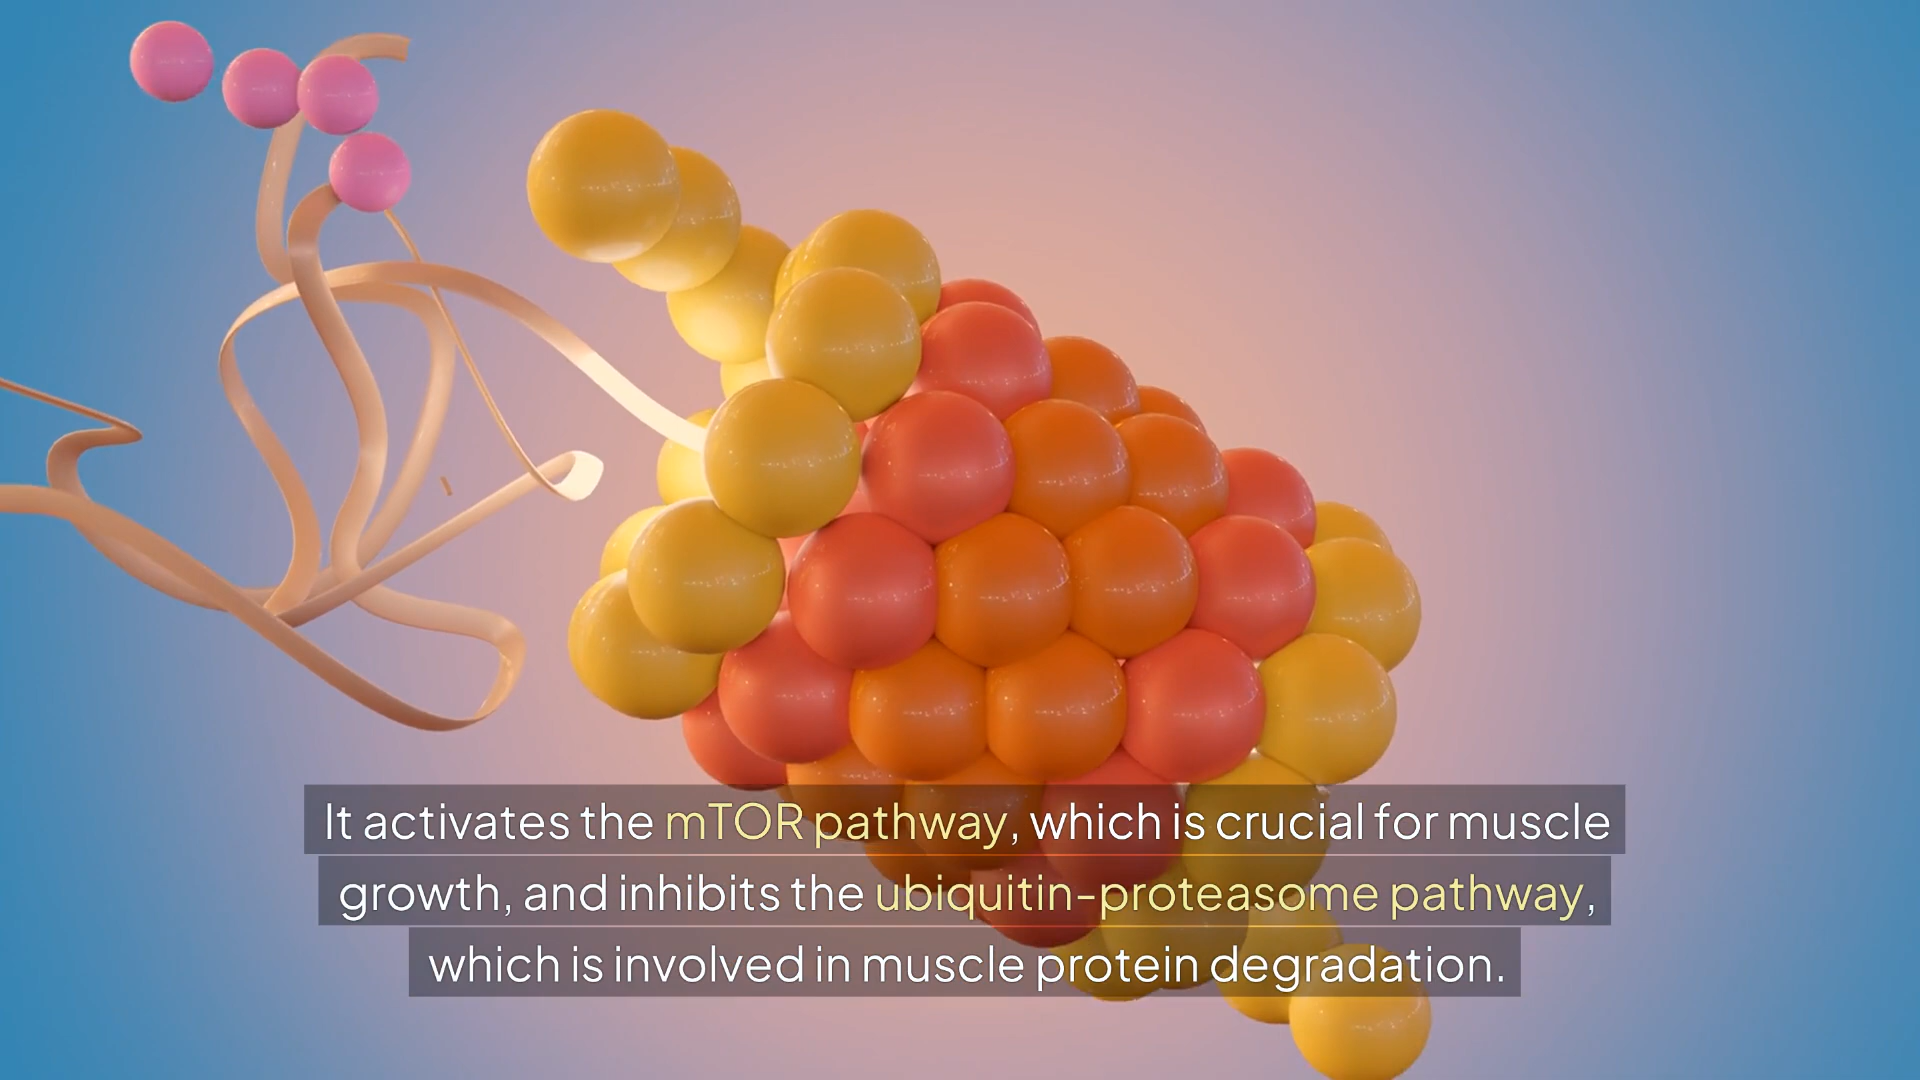 It activates the mTOR pathway, which is crucial for muscle
growth, and inhibits the ubiquitin-proteasome pathway,
which is involved in muscle protein degradation.